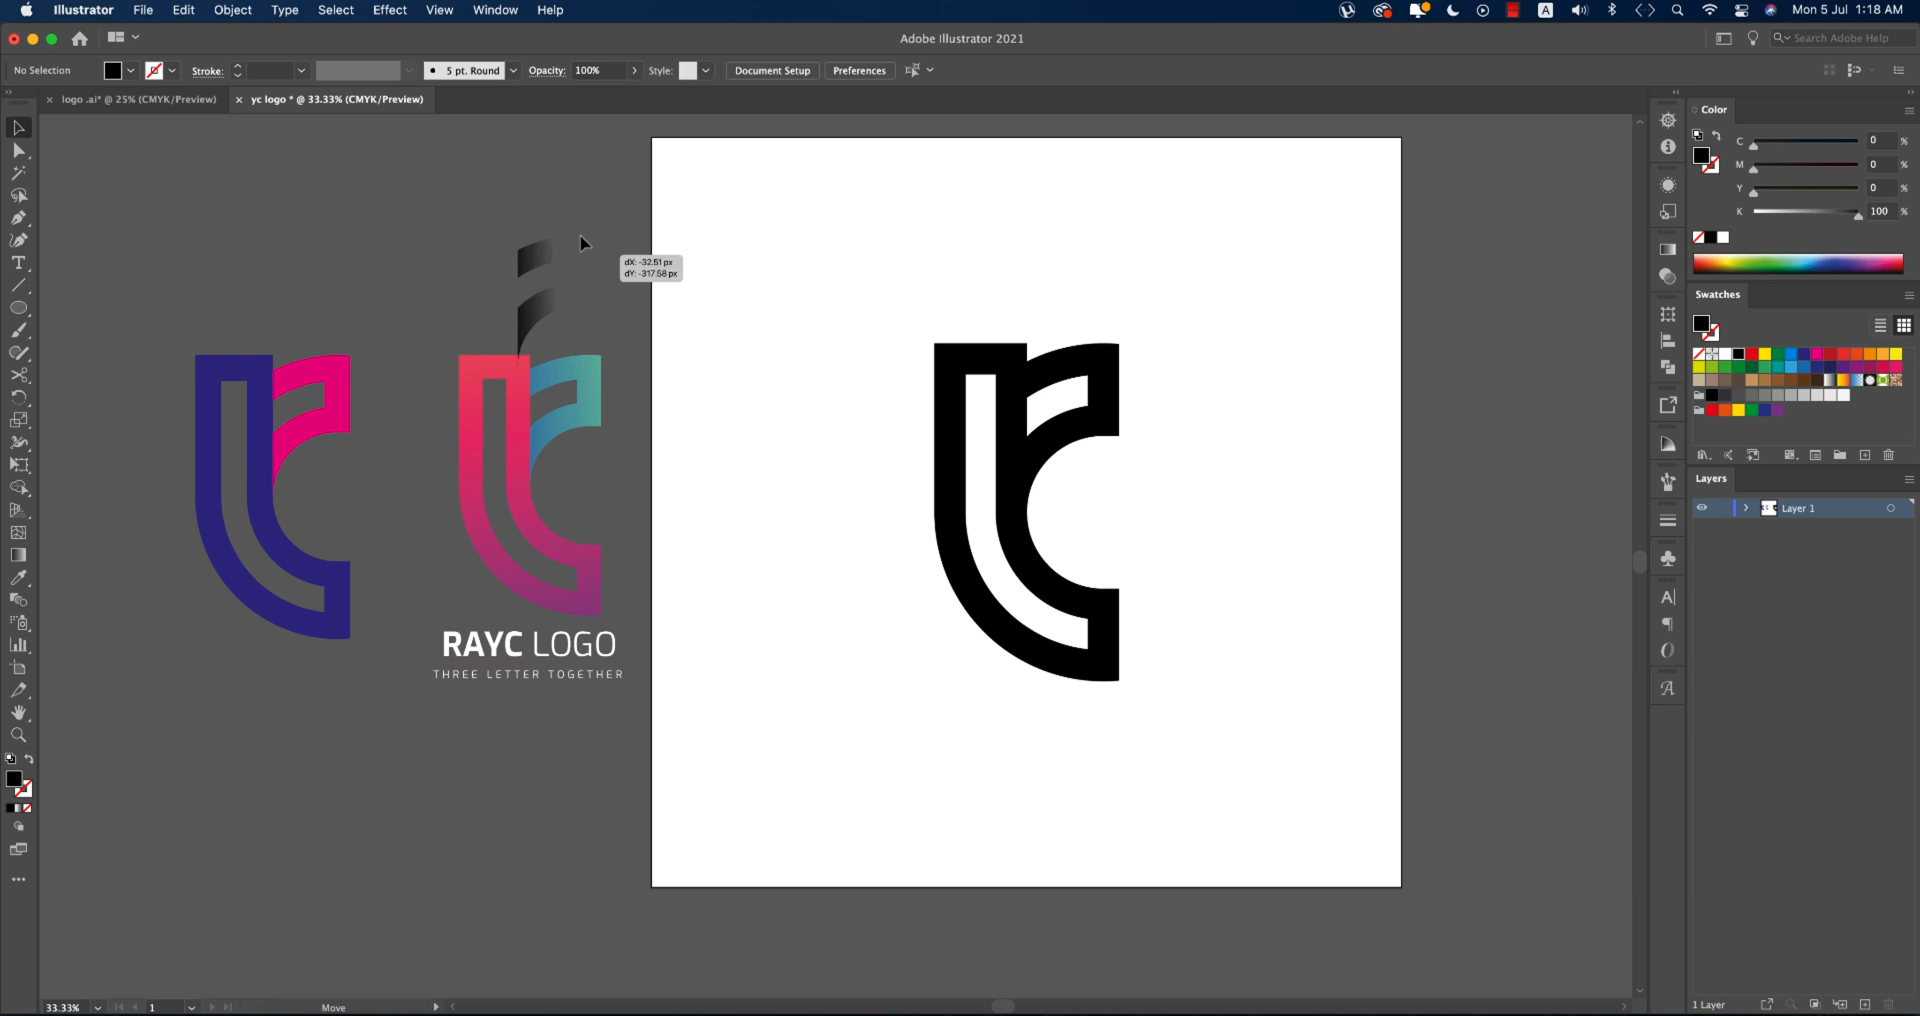 Illustrator File Edit Object Type Select Effect View Window Help
A
Mon 5 Jul 1:18 AM
Adobe Illustrator 2021
Search Adobe Help
No Selection
Stroke:
5 pt. Round
Opacity: 100%
Style:
Document Setup
Preferences
× logo .ai* @ 25% (CMYK/Preview)
× yc logo * @ 33.33% (CMYK/Preview)
dX: -32.51 px
dY: -317.58 px
RAYC LOGO
THREE LETTER TOGETHER
Color
C 0 %
M 0 %
Y 0 %
K 100 %
Swatches
Layers
Layer 1
1 Layer
33.33%
1
Move